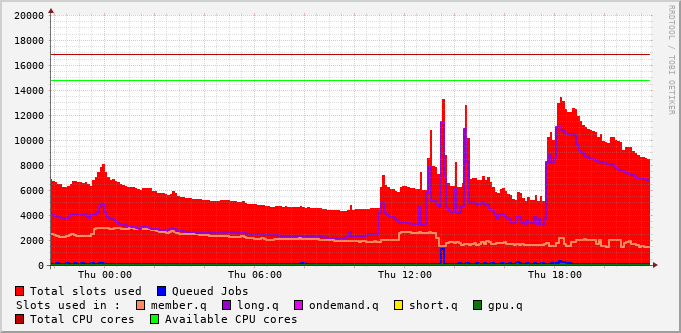 20000
18000
16000
14000
12000
10000
8000
6000
4000
2000
0
Thu 00:00 Thu 06:00 Thu 12:00 Thu 18:00
Total slots used Queued Jobs
Slots used in : member.q long.q ondemand.q short.q gpu.q
Total CPU cores Available CPU cores
RRDTOOL / TOBI OETIKER